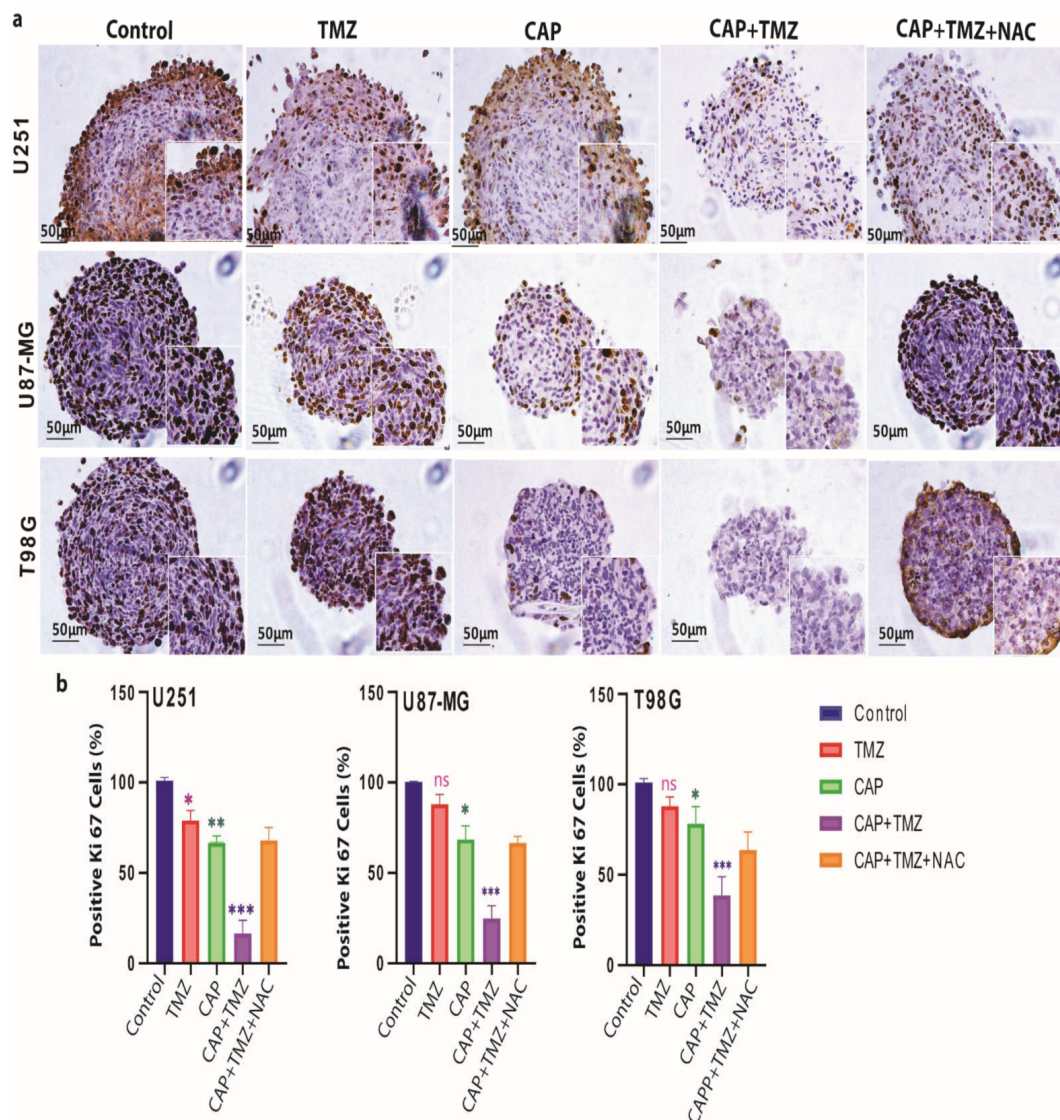 a
Control TMZ CAP CAP+TMZ CAP+TMZ+NAC
U251
50µm 50µm 50µm 50µm 50µm
U87-MG
50µm 50µm 50µm 50µm 50µm
T98G
50µm 50µm 50µm 50µm 50µm
b
U251
Positive Ki 67 Cells (%)
150
100
50
0
*
**
***
Control
TMZ
CAP
CAP+TMZ
CAP+TMZ+NAC
U87-MG
Positive Ki 67 Cells (%)
150
100
50
0
ns
*
***
Control
TMZ
CAP
CAP+TMZ
CAP+TMZ+NAC
T98G
Positive Ki 67 Cells (%)
150
100
50
0
ns
*
***
Control
TMZ
CAP
CAP+TMZ
CAPP+TMZ+NAC
Control
TMZ
CAP
CAP+TMZ
CAP+TMZ+NAC